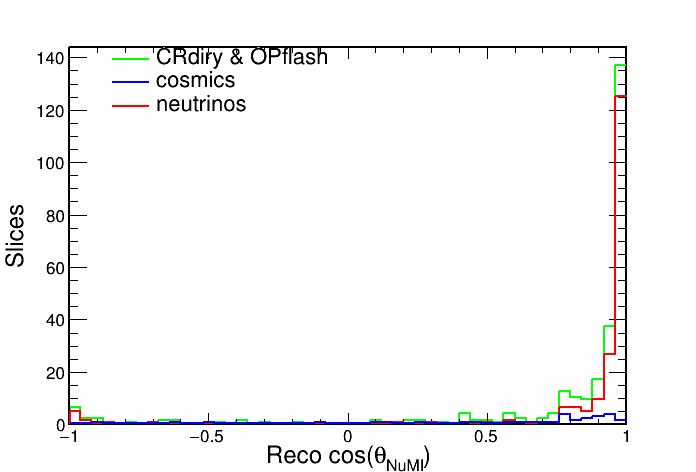 CRdiry & OPflash
cosmics
neutrinos
140
120
100
80
60
40
20
0
Slices
−1
−0.5
0
0.5
1
Reco cos(θNuMI)